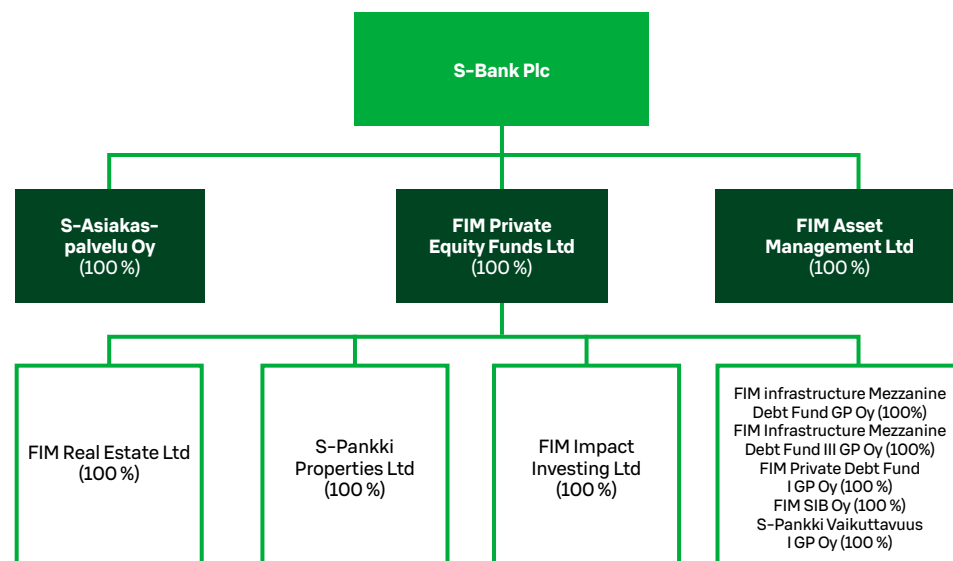 S-Bank Plc
S-Asiakas-
palvelu Oy
(100 %)
FIM Private
Equity Funds Ltd
(100 %)
FIM Asset
Management Ltd
(100 %)
FIM Real Estate Ltd
(100 %)
S-Pankki
Properties Ltd
(100 %)
FIM Impact
Investing Ltd
(100 %)
FIM infrastructure Mezzanine
Debt Fund GP Oy (100%)
FIM Infrastructure Mezzanine
Debt Fund III GP Oy (100%)
FIM Private Debt Fund
I GP Oy (100 %)
FIM SIB Oy (100 %)
S-Pankki Vaikuttavuus
I GP Oy (100 %)